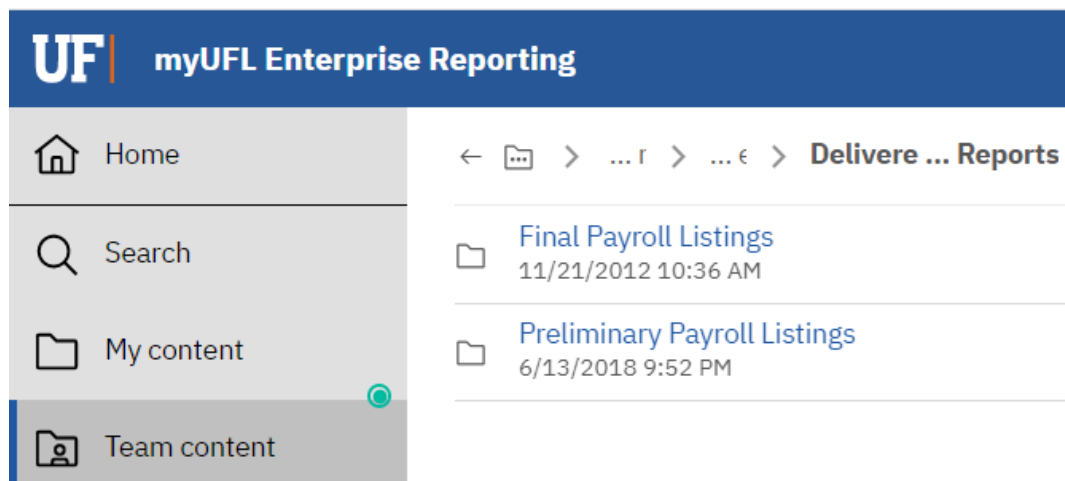 UF myUFL Enterprise Reporting
Home
Search
My content
Team content
... r ... e Delivere ... Reports
Final Payroll Listings
11/21/2012 10:36 AM
Preliminary Payroll Listings
6/13/2018 9:52 PM